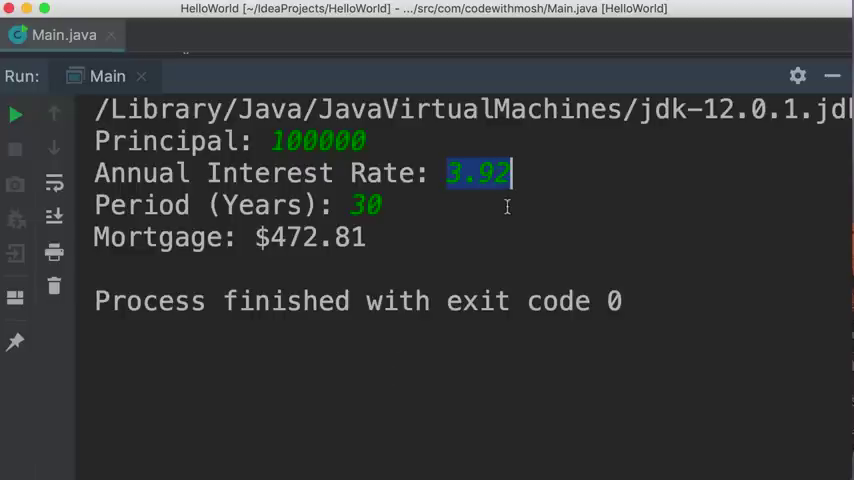 HelloWorld [~/IdeaProjects/HelloWorld] - .../src/com/codewithmosh/Main.java [HelloWorld]
Main.java
Run: Main
/Library/Java/JavaVirtualMachines/jdk-12.0.1.jd
Principal: 100000
Annual Interest Rate: 3.92
Period (Years): 30
Mortgage: $472.81
Process finished with exit code 0